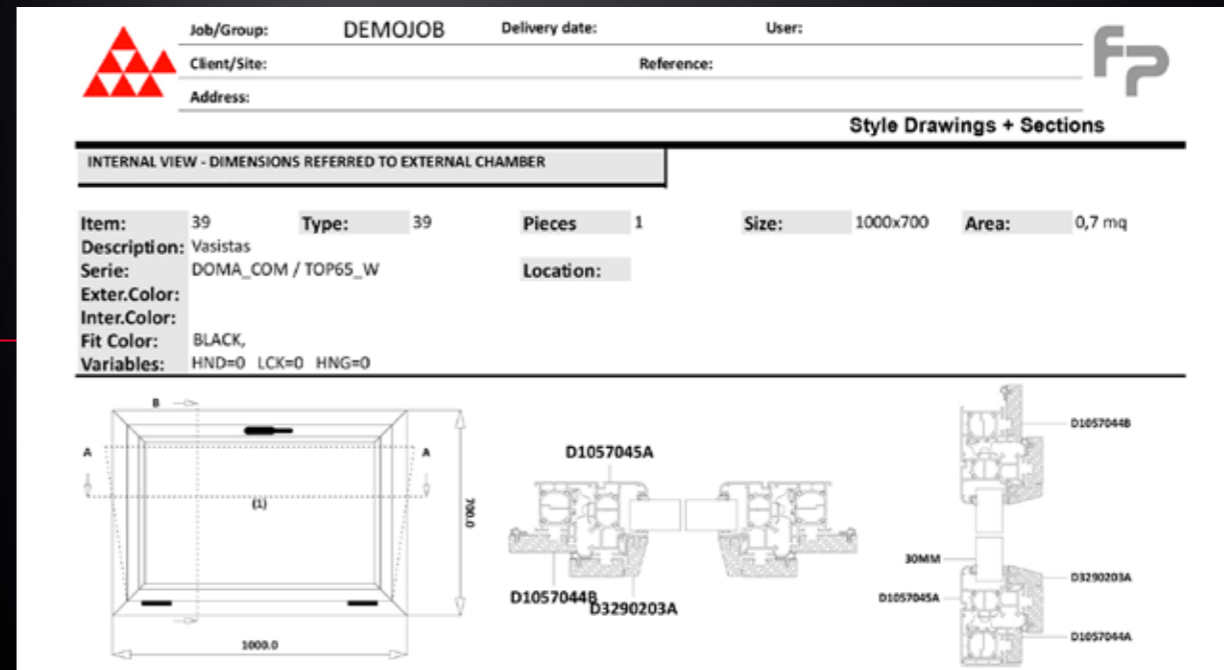 Job/Group: DEMOJOB Delivery date: User:
Client/Site: Reference:
Address:
FP
Style Drawings + Sections
INTERNAL VIEW - DIMENSIONS REFERRED TO EXTERNAL CHAMBER
Item: 39 Type: 39 Pieces 1 Size: 1000x700 Area: 0,7 mq
Description: Vasistas
Serie: DOMA_COM / TOP65_W Location:
Exter.Color:
Inter.Color:
Fit Color: BLACK,
Variables: HND=0 LCK=0 HNG=0
B
A A
(1)
700.0
1000.0
D1057045A
D1057044B
D3290203A
D1057044B
30MM
D3290203A
D1057045A
D1057044A